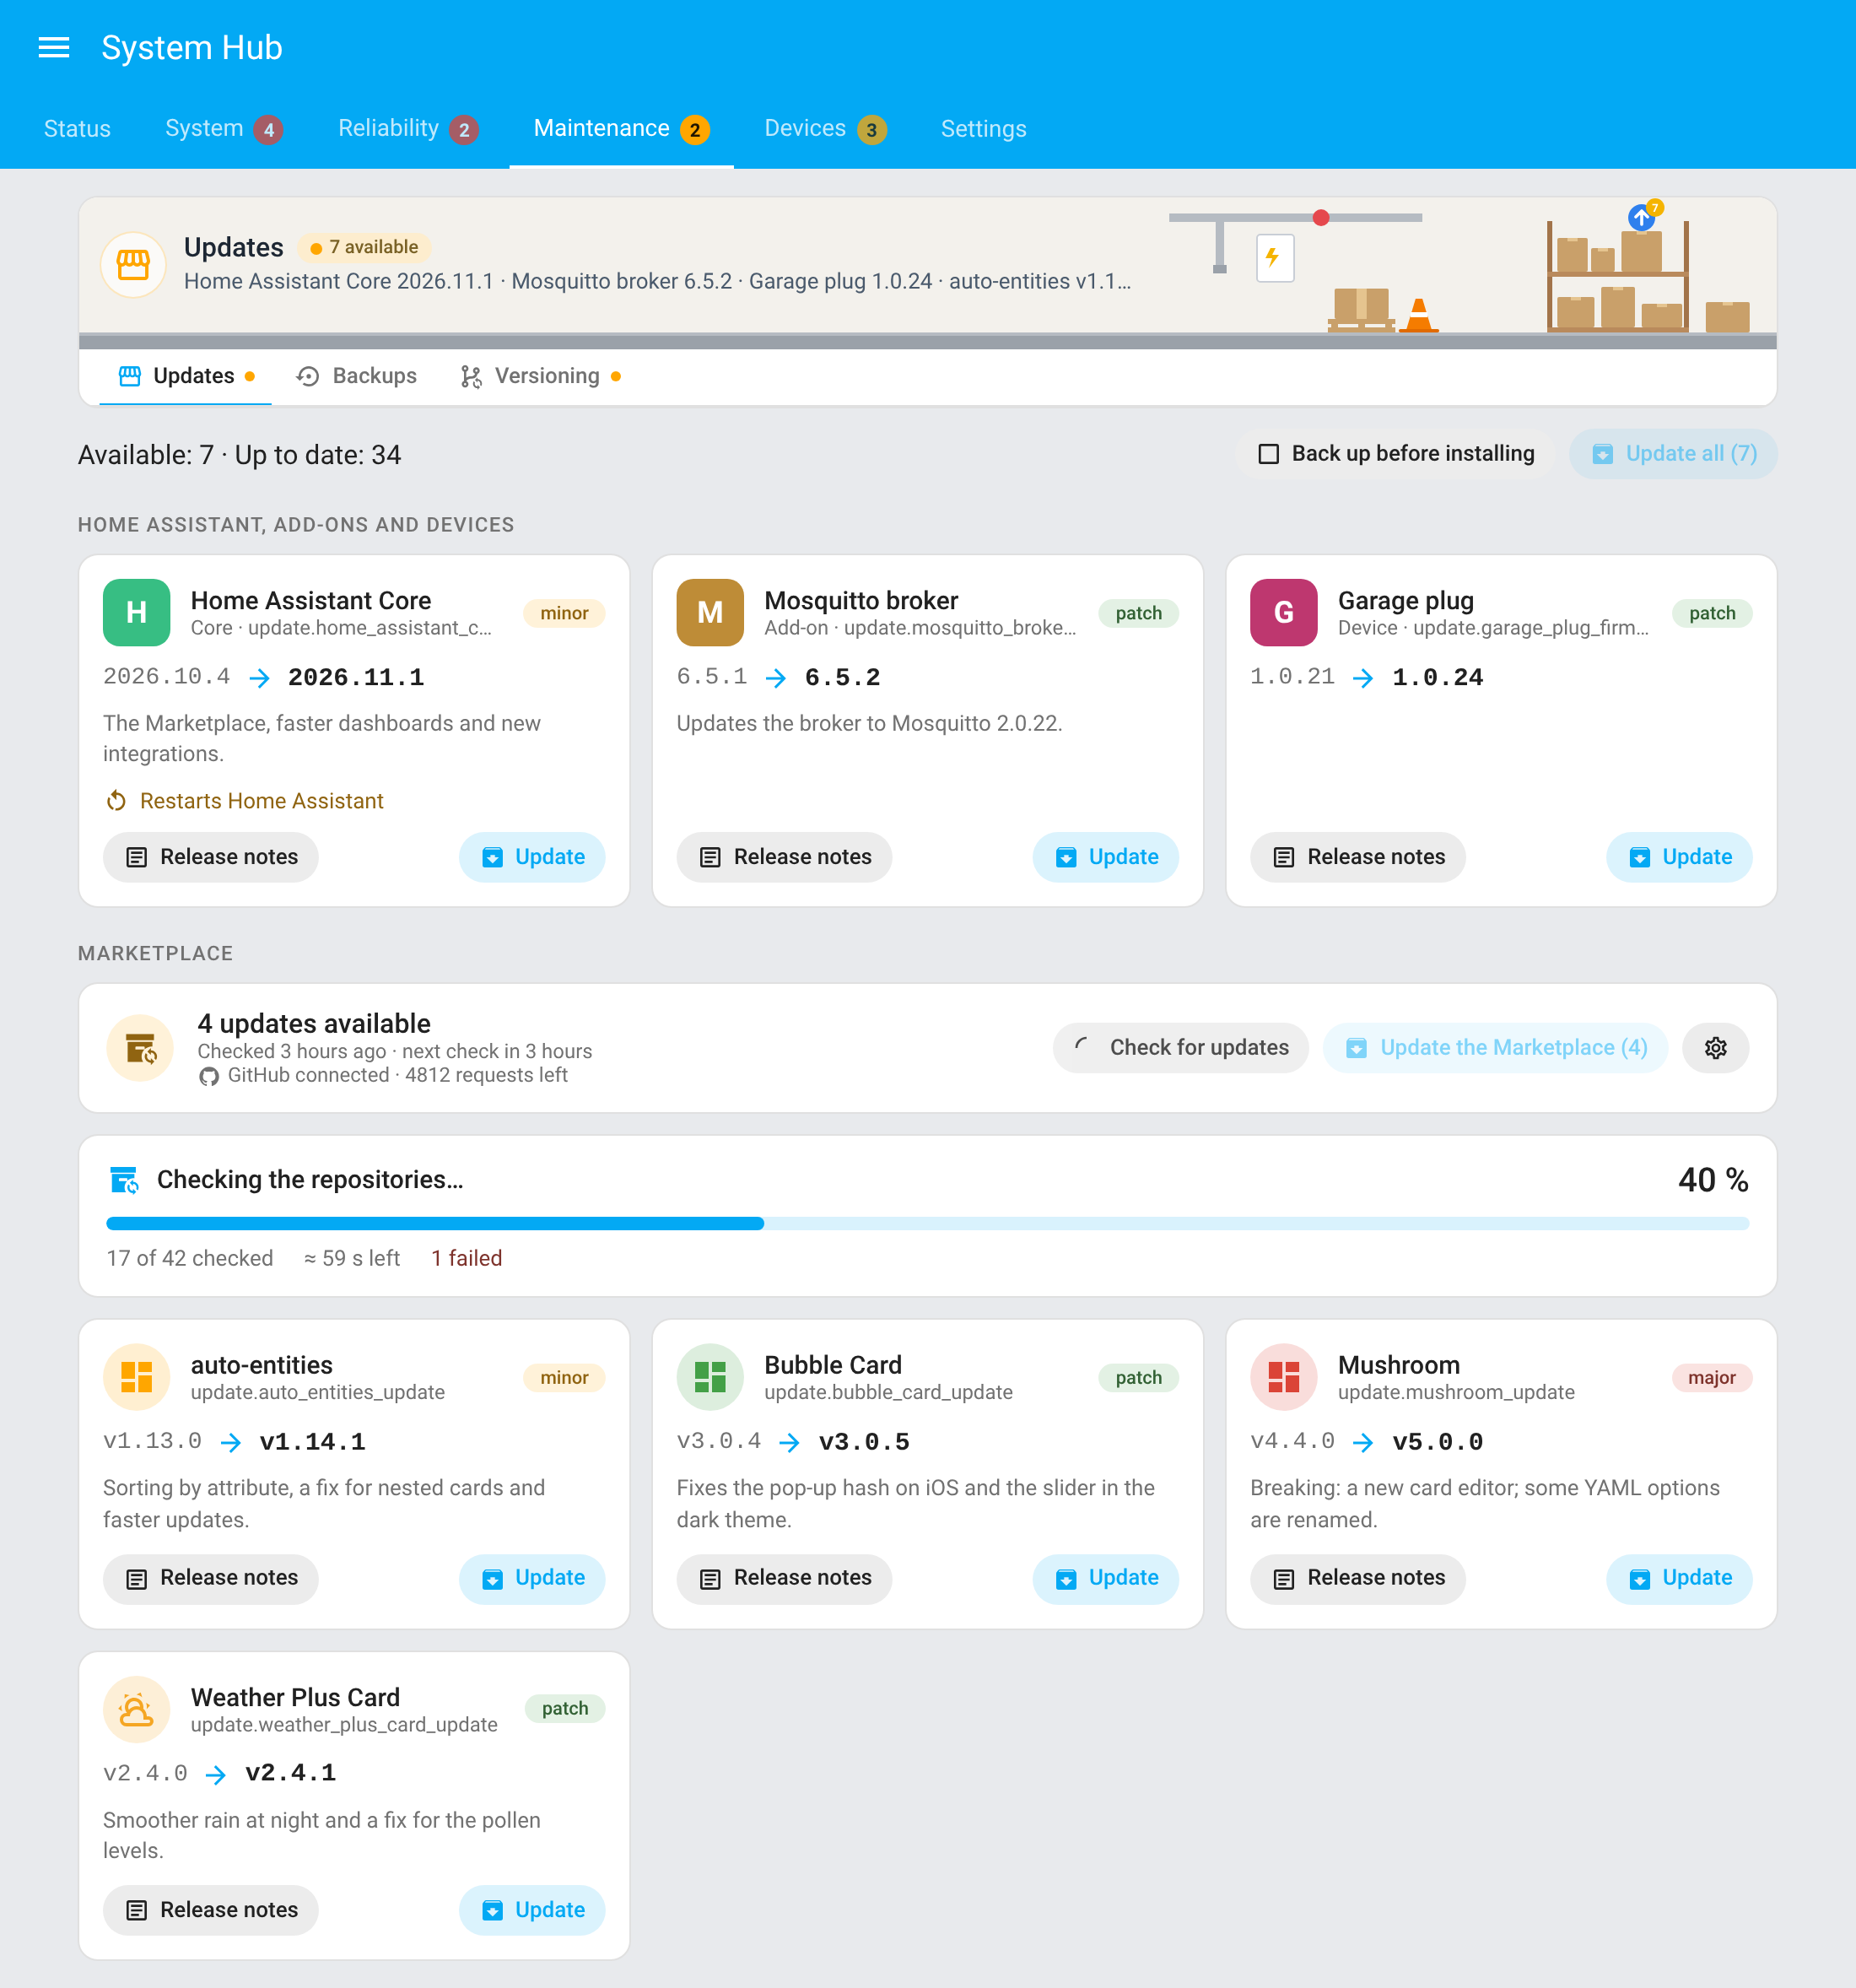 System Hub
Status
System 4
Reliability 2
Maintenance 2
Devices 3
Settings
Updates
7 available
Home Assistant Core 2026.11.1 · Mosquitto broker 6.5.2 · Garage plug 1.0.24 · auto-entities v1.1…
7
Updates
Backups
Versioning
Available: 7 · Up to date: 34
Back up before installing
Update all (7)
HOME ASSISTANT, ADD-ONS AND DEVICES
H
Home Assistant Core
Core · update.home_assistant_c…
minor
2026.10.4
2026.11.1
The Marketplace, faster dashboards and new
integrations.
Restarts Home Assistant
Release notes
Update
M
Mosquitto broker
Add-on · update.mosquitto_broke…
patch
6.5.1
6.5.2
Updates the broker to Mosquitto 2.0.22.
Release notes
Update
G
Garage plug
Device · update.garage_plug_firm…
patch
1.0.21
1.0.24
Release notes
Update
MARKETPLACE
4 updates available
Checked 3 hours ago · next check in 3 hours
GitHub connected · 4812 requests left
Check for updates
Update the Marketplace (4)
Checking the repositories…
40 %
17 of 42 checked
≈ 59 s left
1 failed
auto-entities
update.auto_entities_update
minor
v1.13.0
v1.14.1
Sorting by attribute, a fix for nested cards and
faster updates.
Release notes
Update
Bubble Card
update.bubble_card_update
patch
v3.0.4
v3.0.5
Fixes the pop-up hash on iOS and the slider in the
dark theme.
Release notes
Update
Mushroom
update.mushroom_update
major
v4.4.0
v5.0.0
Breaking: a new card editor; some YAML options
are renamed.
Release notes
Update
Weather Plus Card
update.weather_plus_card_update
patch
v2.4.0
v2.4.1
Smoother rain at night and a fix for the pollen
levels.
Release notes
Update